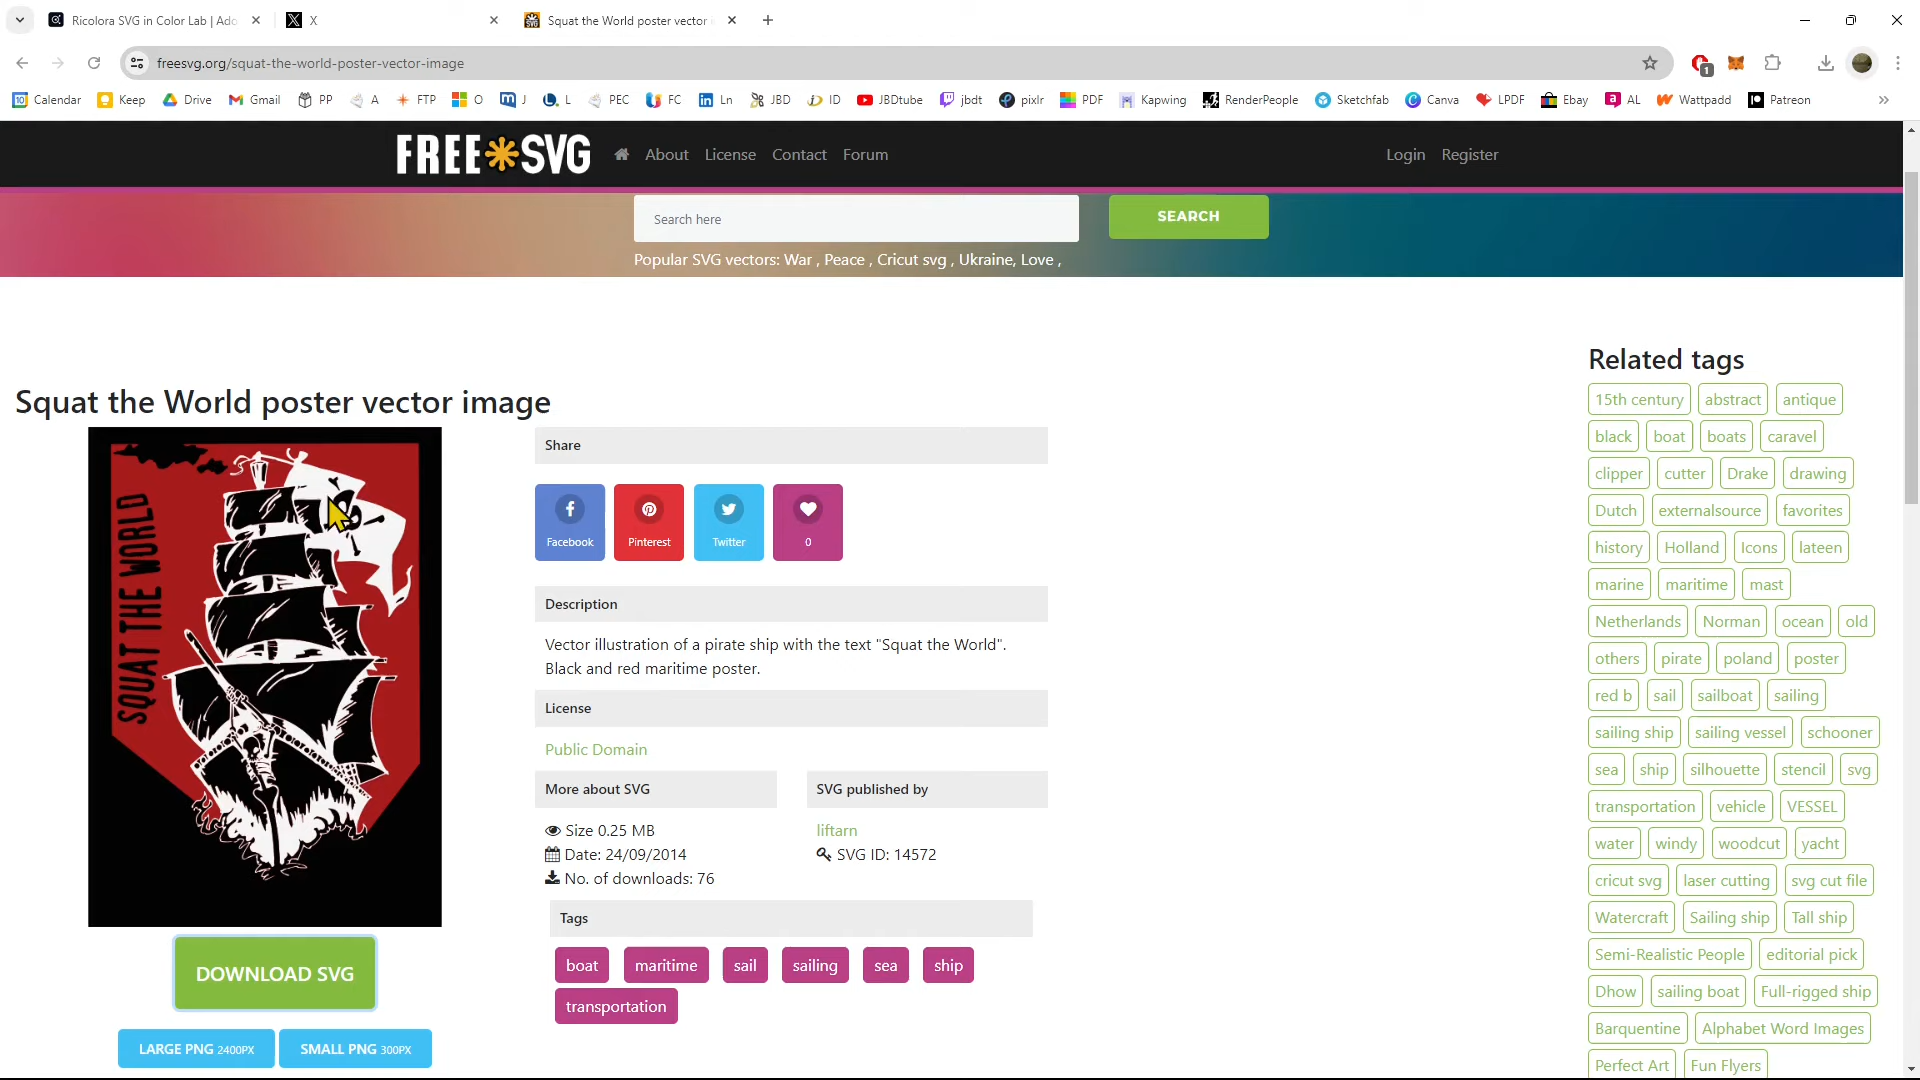 Ricolora SVG in Color Lab | Ado
X
Squat the World poster vector i
freesvg.org/squat-the-world-poster-vector-image
1
10 Calendar Keep Drive Gmail PP A FTP O J L PEC FC Ln JBD ID JBDtube jbdt pixlr PDF Kapwing RenderPeople Sketchfab Canva LPDF Ebay AL Wattpadd Patreon
FREE SVG About License Contact Forum Login Register
Search here SEARCH
Popular SVG vectors: War , Peace , Cricut svg , Ukraine, Love ,
Squat the World poster vector image
SQUAT THE WORLD
DOWNLOAD SVG
LARGE PNG 2400PX SMALL PNG 300PX
Share
Facebook Pinterest Twitter 0
Description
Vector illustration of a pirate ship with the text "Squat the World".
Black and red maritime poster.
License
Public Domain
More about SVG
Size 0.25 MB
Date: 24/09/2014
No. of downloads: 76
SVG published by
liftarn
SVG ID: 14572
Tags
boat maritime sail sailing sea ship
transportation
Related tags
15th century abstract antique
black boat boats caravel
clipper cutter Drake drawing
Dutch externalsource favorites
history Holland Icons lateen
marine maritime mast
Netherlands Norman ocean old
others pirate poland poster
red b sail sailboat sailing
sailing ship sailing vessel schooner
sea ship silhouette stencil svg
transportation vehicle VESSEL
water windy woodcut yacht
cricut svg laser cutting svg cut file
Watercraft Sailing ship Tall ship
Semi-Realistic People editorial pick
Dhow sailing boat Full-rigged ship
Barquentine Alphabet Word Images
Perfect Art Fun Flyers